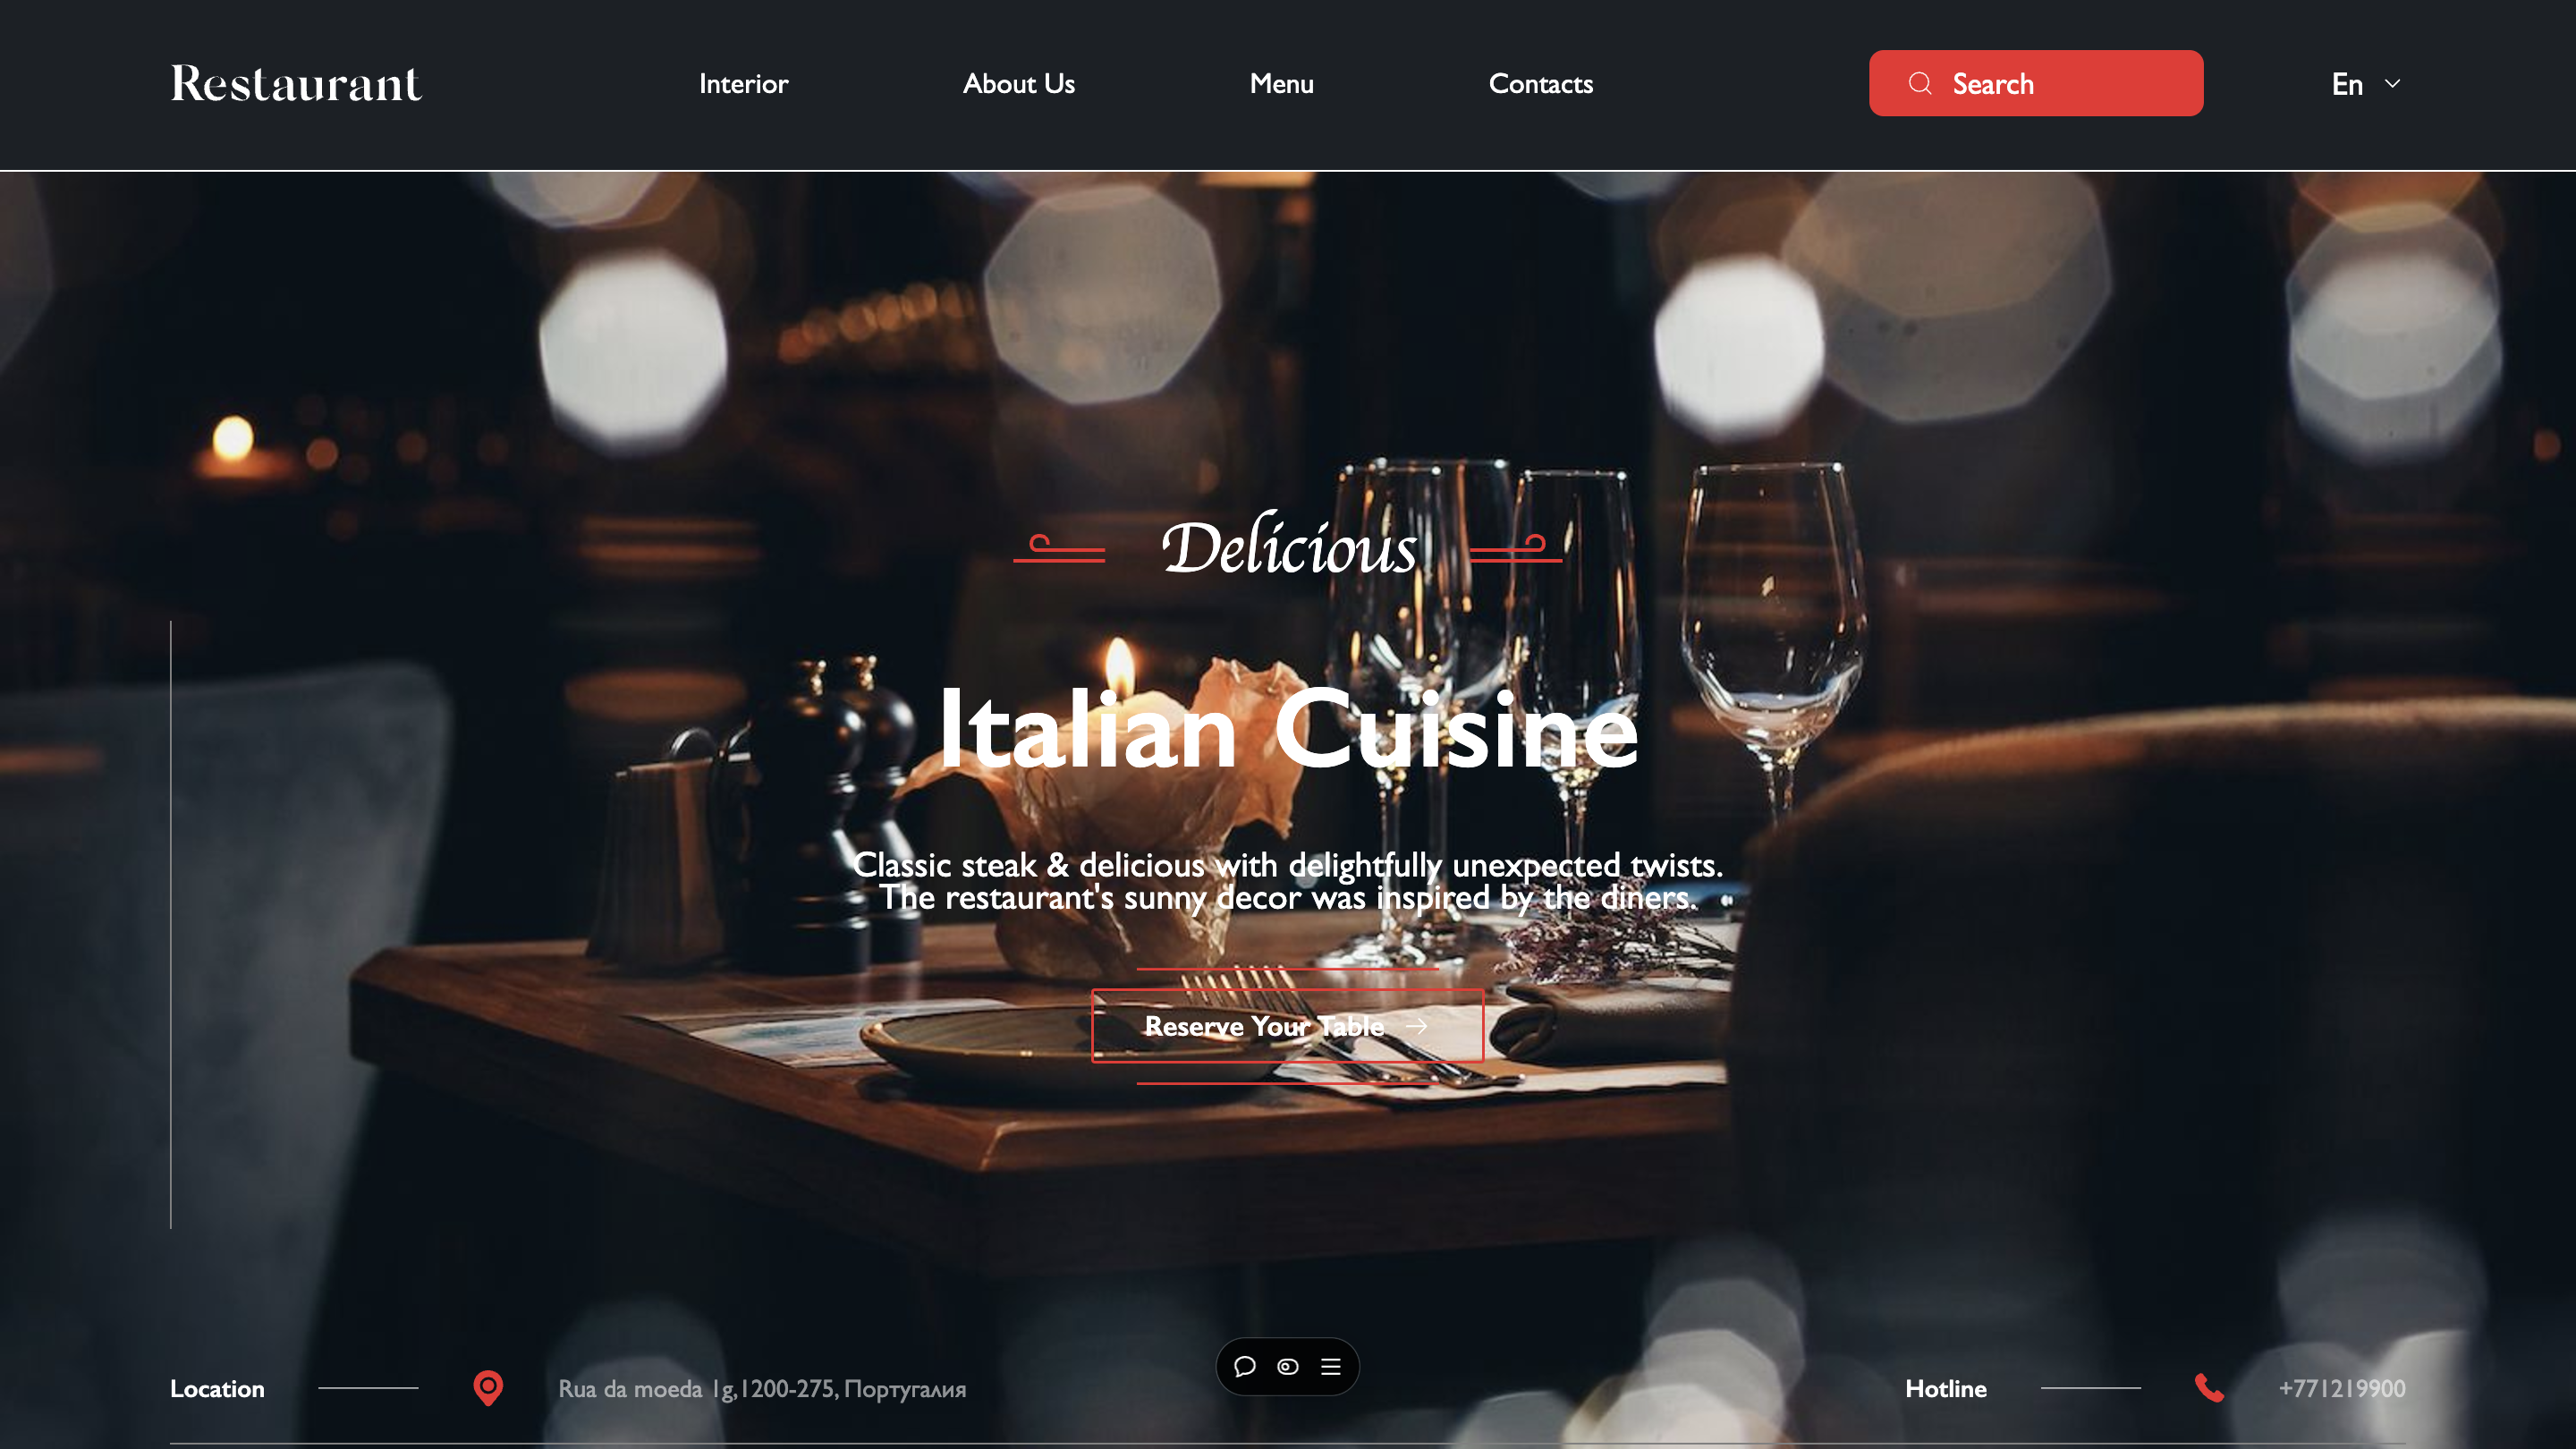 Restaurant
Interior
About Us
Menu
Contacts
Search
En
Delicious
Italian Cuisine
Classic steak & delicious with delightfully unexpected twists.
The restaurant's sunny decor was inspired by the diners.
Reserve Your Table
Location
Rua da moeda 1g,1200-275, Португалия
Hotline
+771219900